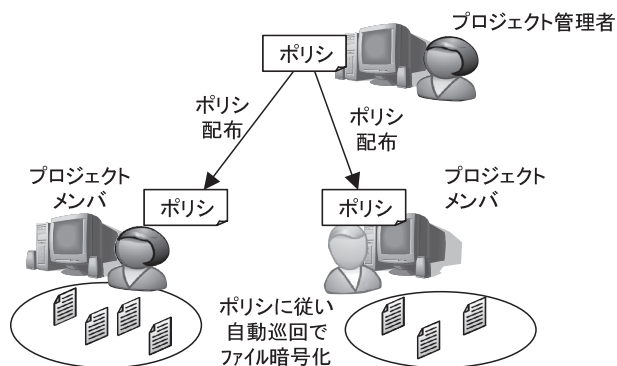 プロジェクト管理者
ポリシ
ポリシ
配布
ポリシ
配布
プロジェクト
メンバ
ポリシ
ポリシ
プロジェクト
メンバ
ポリシに従い
自動巡回で
ファイル暗号化